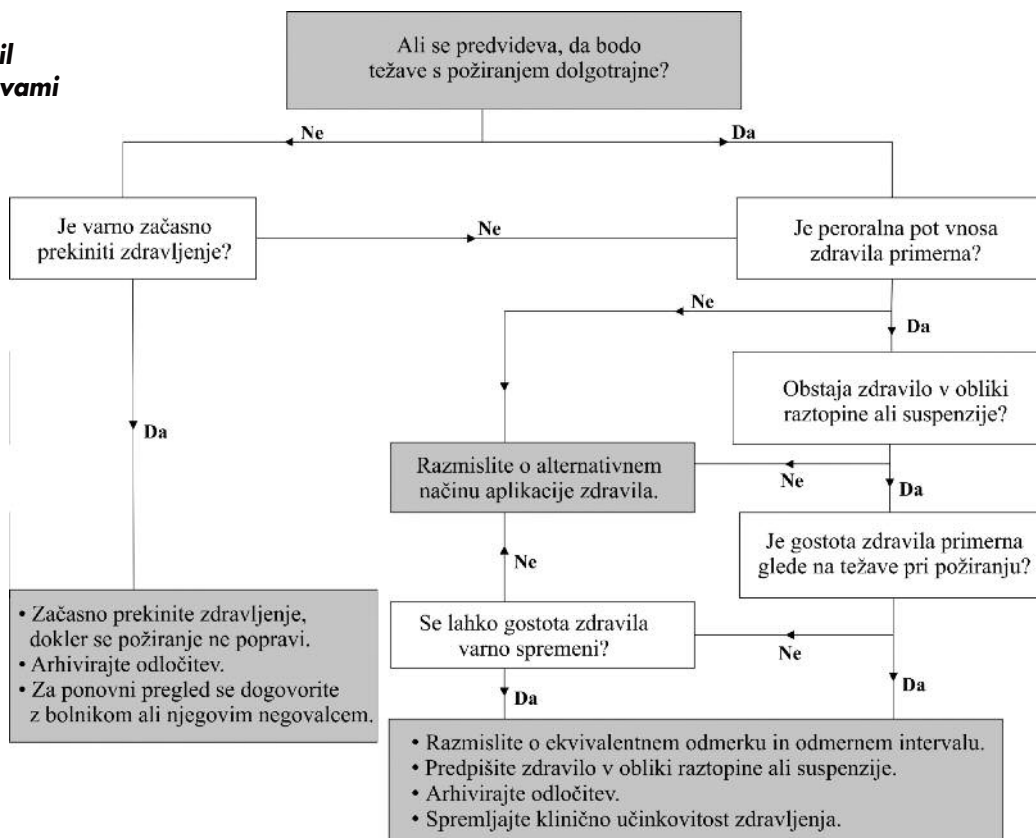 il
vami
Ali se predvideva, da bodo
težave s požiranjem dolgotrajne?
Ne
Da
Je varno začasno
prekiniti zdravljenje?
Ne
Je peroralna pot vnosa
zdravila primerna?
Ne
Da
Obstaja zdravilo v obliki
raztopine ali suspenzije?
Da
Razmislite o alternativnem
načinu aplikacije zdravila.
Ne
Da
Je gostota zdravila primerna
glede na težave pri požiranju?
Ne
• Začasno prekinite zdravljenje,
dokler se požiranje ne popravi.
• Arhivirajte odločitev.
• Za ponovni pregled se dogovorite
z bolnikom ali njegovim negovalcem.
Se lahko gostota zdravila
varno spremeni?
Ne
Da
Da
• Razmislite o ekvivalentnem odmerku in odmernem intervalu.
• Predpišite zdravilo v obliki raztopine ali suspenzije.
• Arhivirajte odločitev.
• Spremljajte klinično učinkovitost zdravljenja.